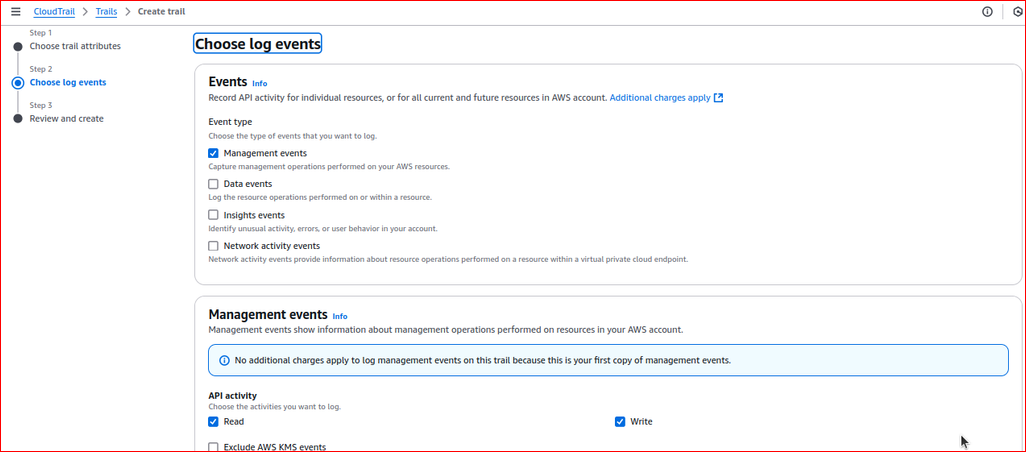 CloudTrail > Trails > Create trail
Step 1
Choose trail attributes
Step 2
Choose log events
Step 3
Review and create
Choose log events
Events Info
Record API activity for individual resources, or for all current and future resources in AWS account. Additional charges apply
Event type
Choose the type of events that you want to log.
Management events
Capture management operations performed on your AWS resources.
Data events
Log the resource operations performed on or within a resource.
Insights events
Identify unusual activity, errors, or user behavior in your account.
Network activity events
Network activity events provide information about resource operations performed on a resource within a virtual private cloud endpoint.
Management events Info
Management events show information about management operations performed on resources in your AWS account.
No additional charges apply to log management events on this trail because this is your first copy of management events.
API activity
Choose the activities you want to log.
Read Write
Exclude AWS KMS events